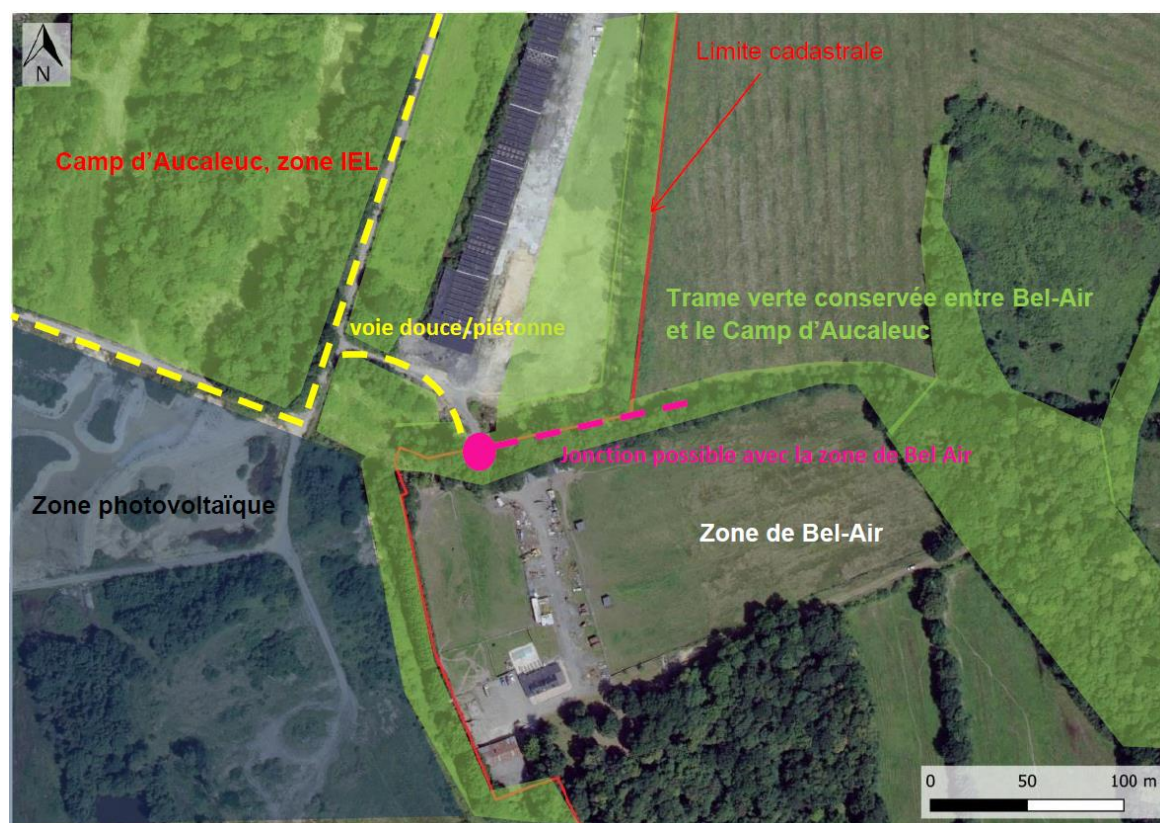 N
Limite cadastrale
Camp d'Aucaleuc, zone IEL
Trame verte conservée entre Bel-Air
et le Camp d'Aucaleuc
voie douce/piétonne
Jonction possible avec la zone de Bel Air
Zone photovoltaïque
Zone de Bel-Air
0 50 100 m